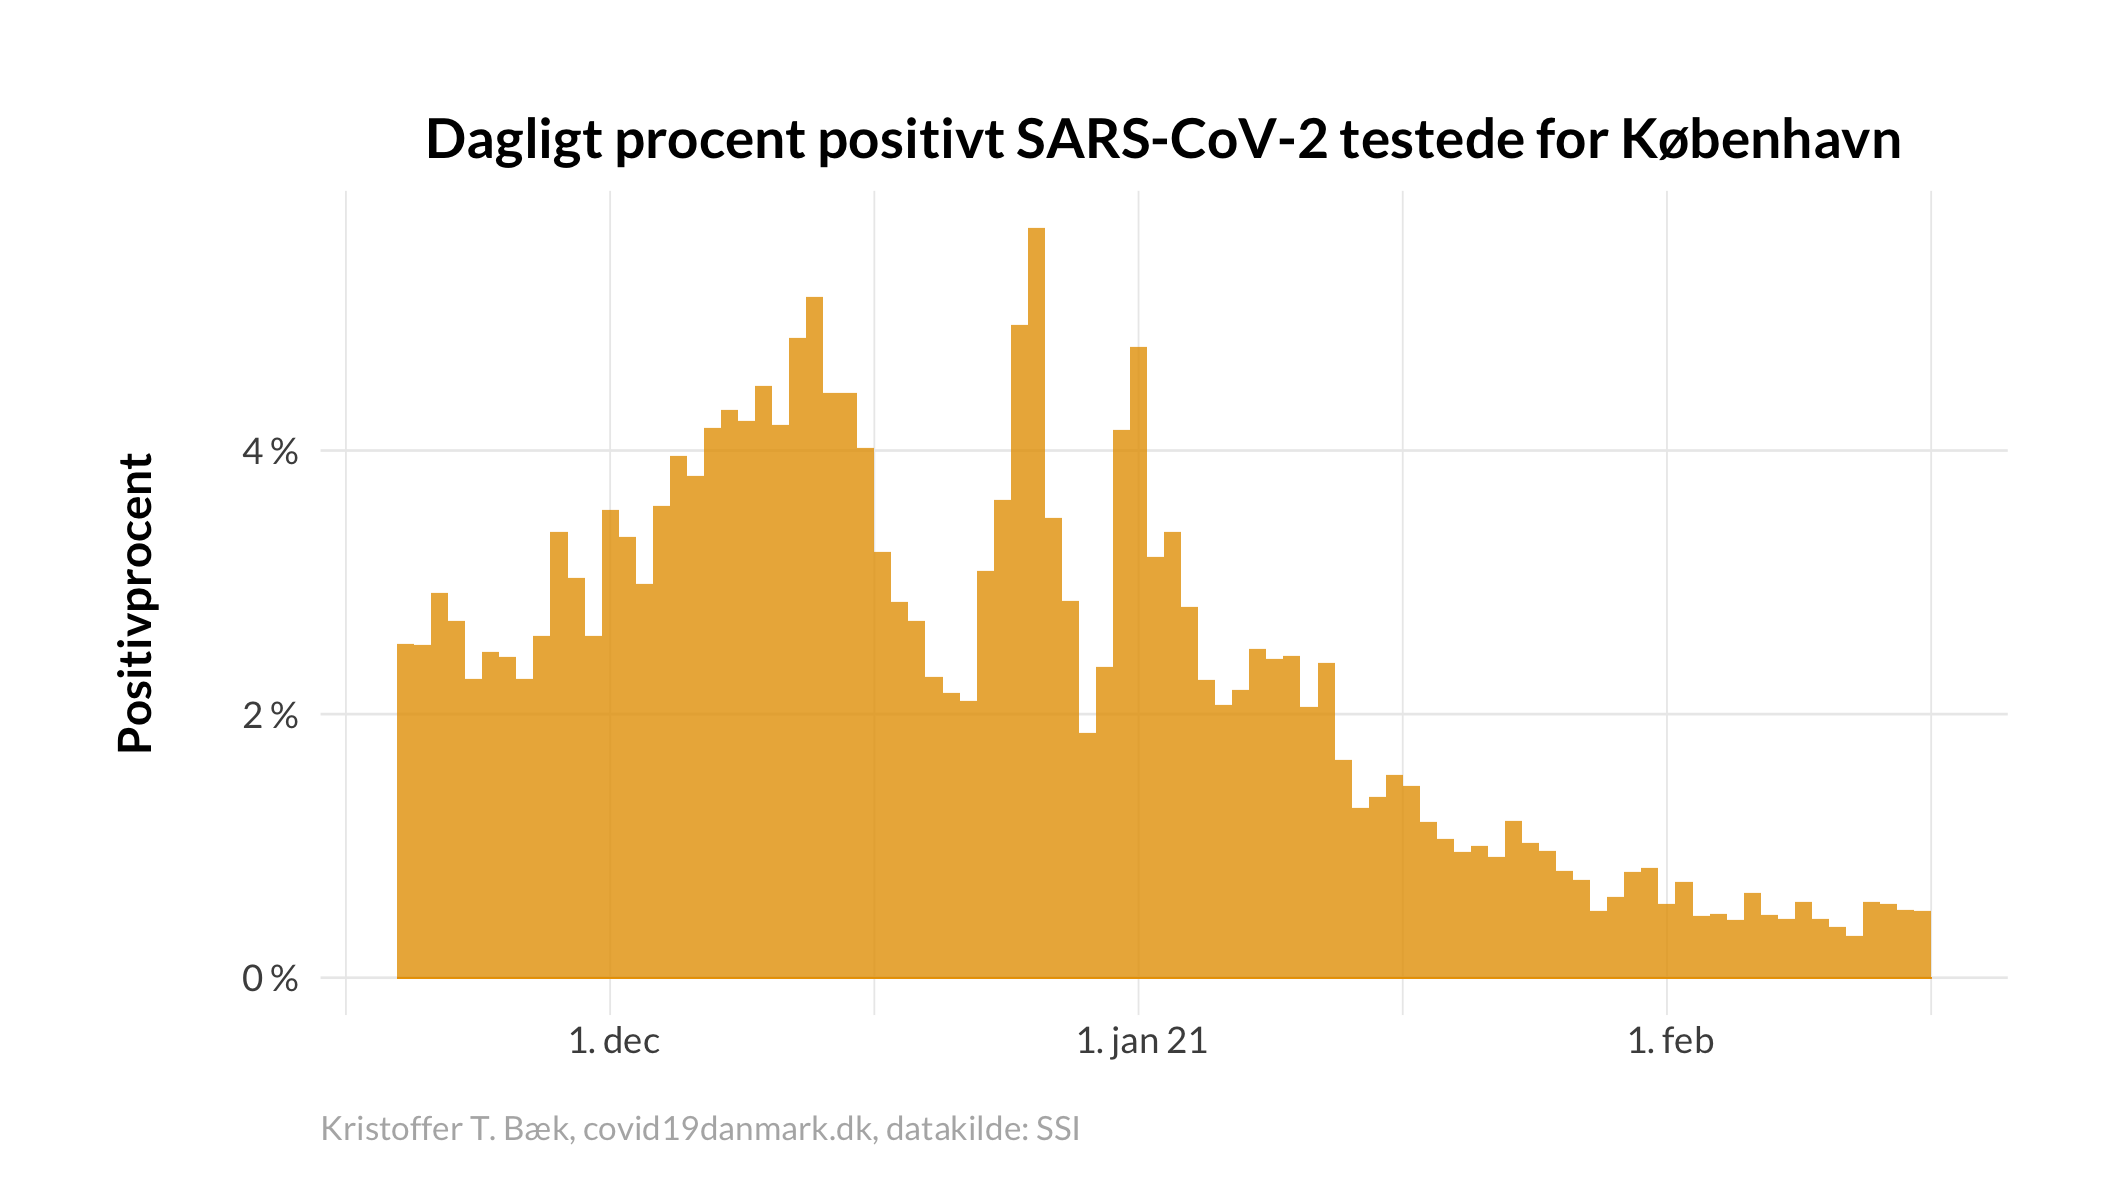 Dagligt procent positivt SARS-CoV-2 testede for København
Positivprocent
4 %
2 %
0 %
1. dec
1. jan 21
1. feb
Kristoffer T. Bæk, covid19danmark.dk, datakilde: SSI